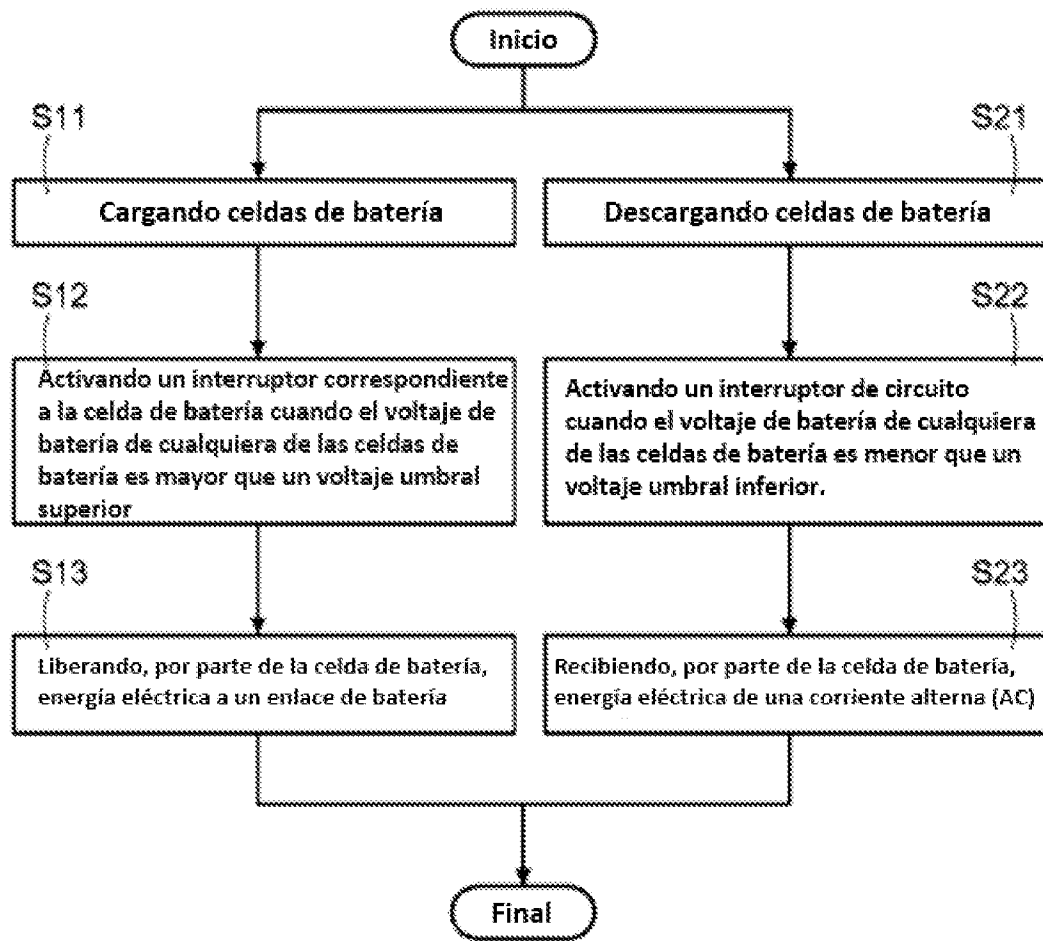 Inicio
S11
S21
Cargando celdas de batería
Descargando celdas de batería
S12
S22
Activando un interruptor correspondiente
a la celda de batería cuando el voltaje de
batería de cualquiera de las celdas de
batería es mayor que un voltaje umbral
superior
Activando un interruptor de circuito
cuando el voltaje de batería de cualquiera
de las celdas de batería es menor que un
voltaje umbral inferior.
S13
S23
Liberando, por parte de la celda de batería,
energía eléctrica a un enlace de batería
Recibiendo, por parte de la celda de batería,
energía eléctrica de una corriente alterna (AC)
Final